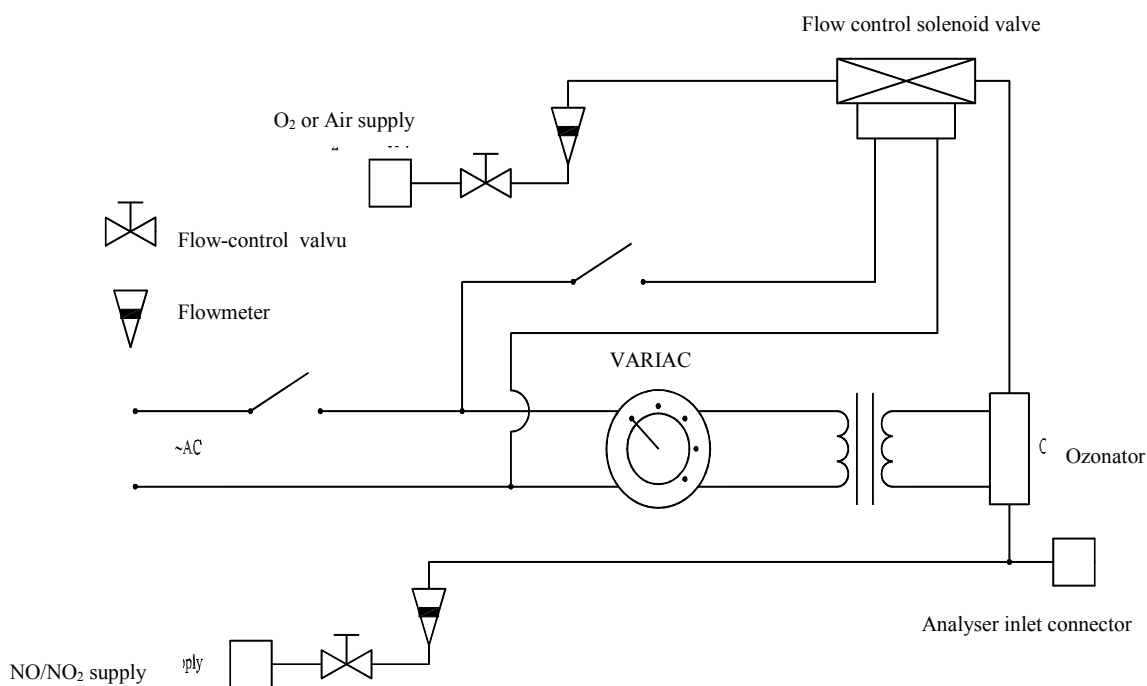 Flow control solenoid valve
O₂ or Air supply
Flow-control valvu
Flowmeter
VARIAC
~AC
Ozonator
Analyser inlet connector
NO/NO₂ supply